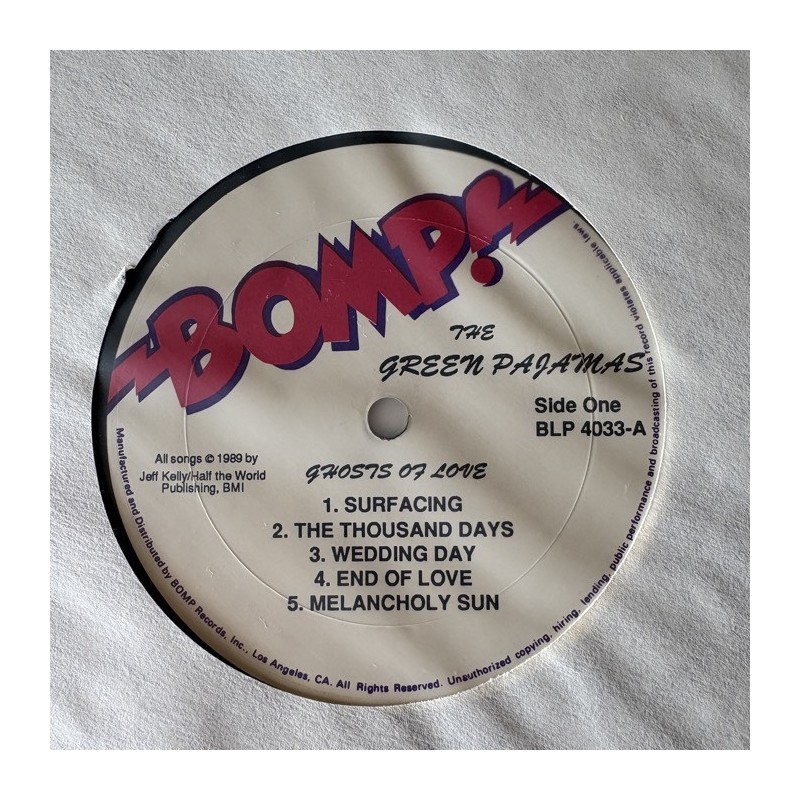 BOMP!
THE
GREEN PAJAMAS
Side One
BLP 4033-A
All songs © 1989 by
Jeff Kelly/Half the World
Publishing, BMI
GHOSTS OF LOVE
1. SURFACING
2. THE THOUSAND DAYS
3. WEDDING DAY
4. END OF LOVE
5. MELANCHOLY SUN
Manufactured and Distributed by BOMP Records, Inc., Los Angeles, CA. All Rights Reserved. Unauthorized copying, hiring, lending, public performance and broadcasting of this record violates applicable laws.